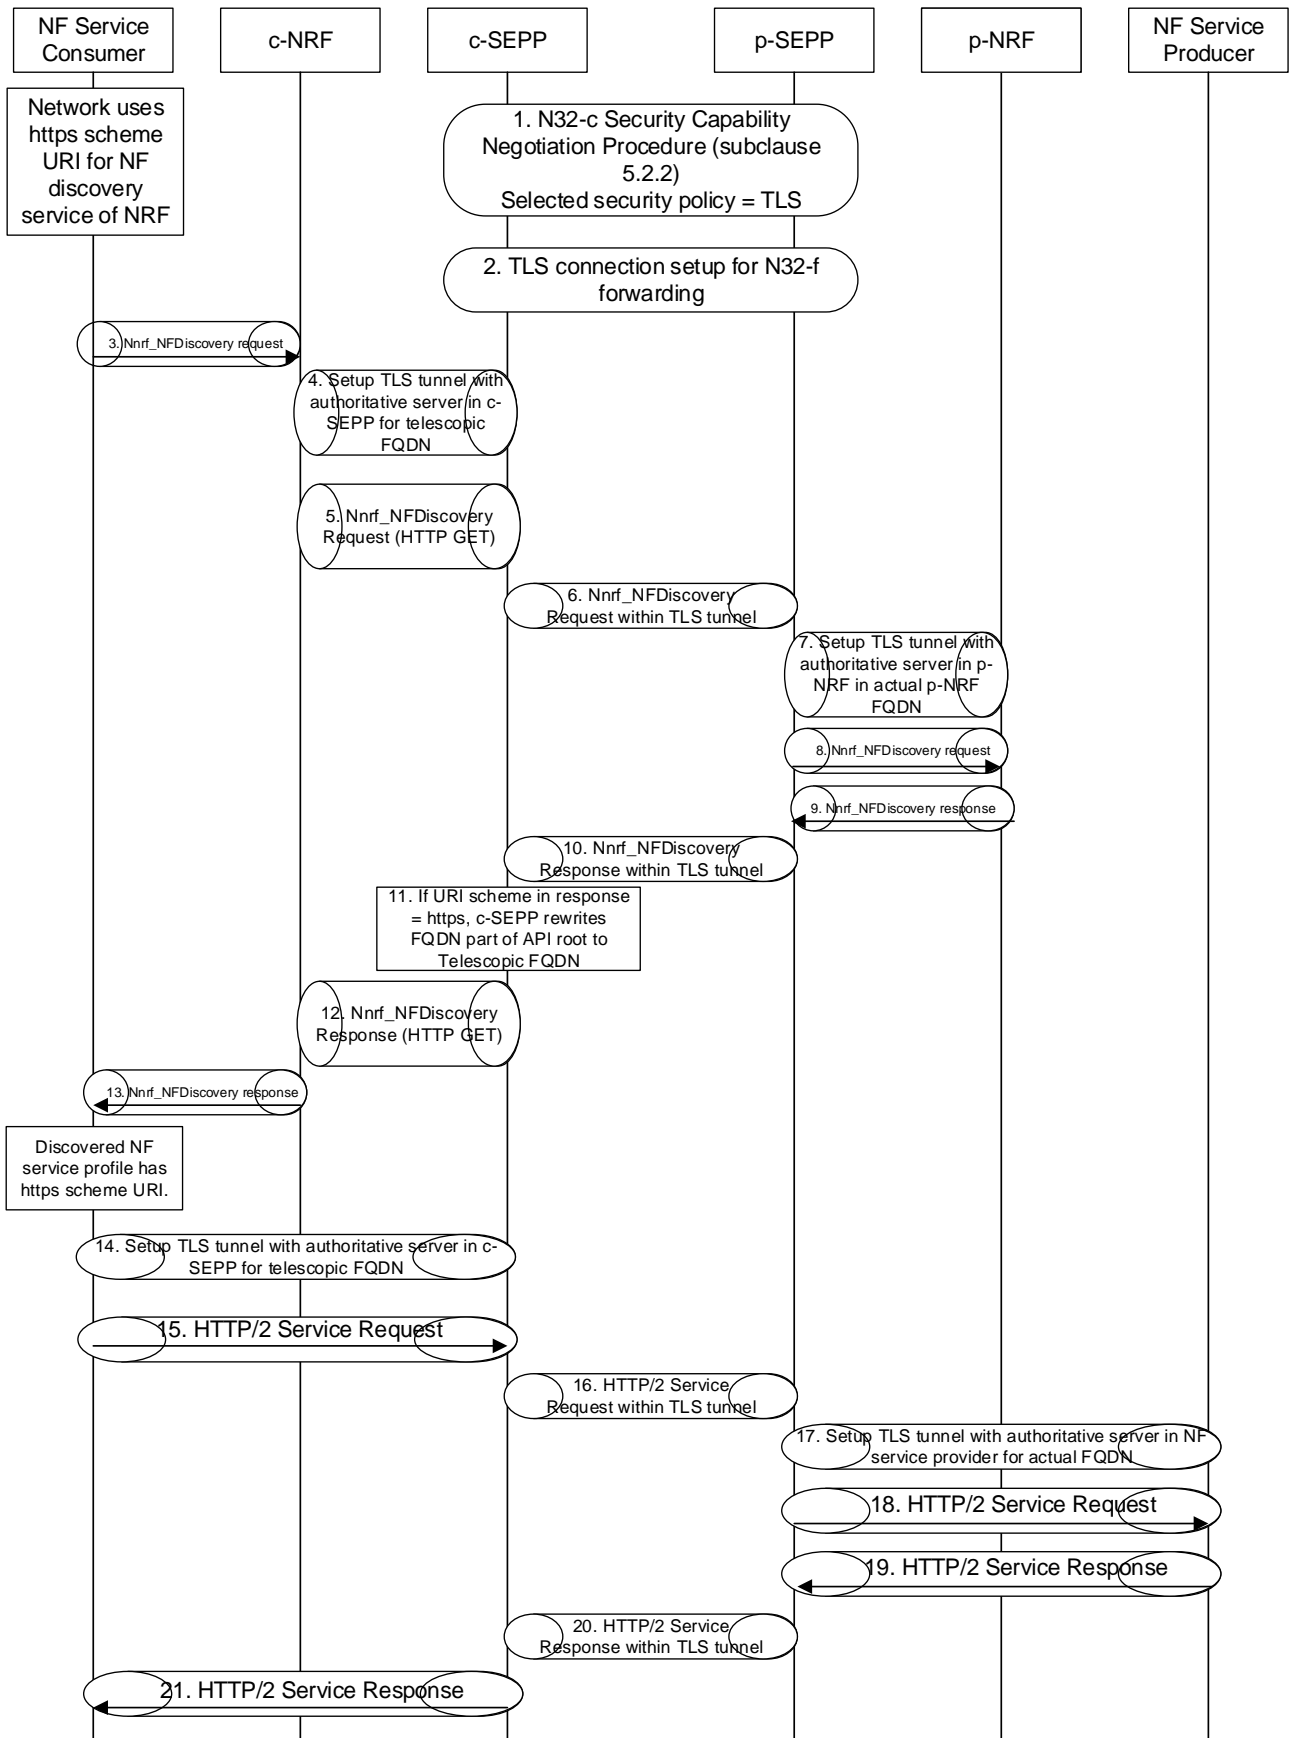 NF Service
Consumer
c-NRF
c-SEPP
p-SEPP
p-NRF
NF Service
Producer
Network uses
https scheme
URI for NF
discovery
service of NRF
1. N32-c Security Capability
Negotiation Procedure (subclause
5.2.2)
Selected security policy = TLS
2. TLS connection setup for N32-f
forwarding
3. Nnrf_NFDiscovery request
4. Setup TLS tunnel with
authoritative server in c-
SEPP for telescopic
FQDN
5. Nnrf_NFDiscovery
Request (HTTP GET)
6. Nnrf_NFDiscovery
Request within TLS tunnel
7. Setup TLS tunnel with
authoritative server in p-
NRF in actual p-NRF
FQDN
8. Nnrf_NFDiscovery request
9. Nnrf_NFDiscovery response
10. Nnrf_NFDiscovery
Response within TLS tunnel
11. If URI scheme in response
= https, c-SEPP rewrites
FQDN part of API root to
Telescopic FQDN
12. Nnrf_NFDiscovery
Response (HTTP GET)
13. Nnrf_NFDiscovery response
Discovered NF
service profile has
https scheme URI.
14. Setup TLS tunnel with authoritative server in c-
SEPP for telescopic FQDN
15. HTTP/2 Service Request
16. HTTP/2 Service
Request within TLS tunnel
17. Setup TLS tunnel with authoritative server in NF
service provider for actual FQDN
18. HTTP/2 Service Request
19. HTTP/2 Service Response
20. HTTP/2 Service
Response within TLS tunnel
21. HTTP/2 Service Response